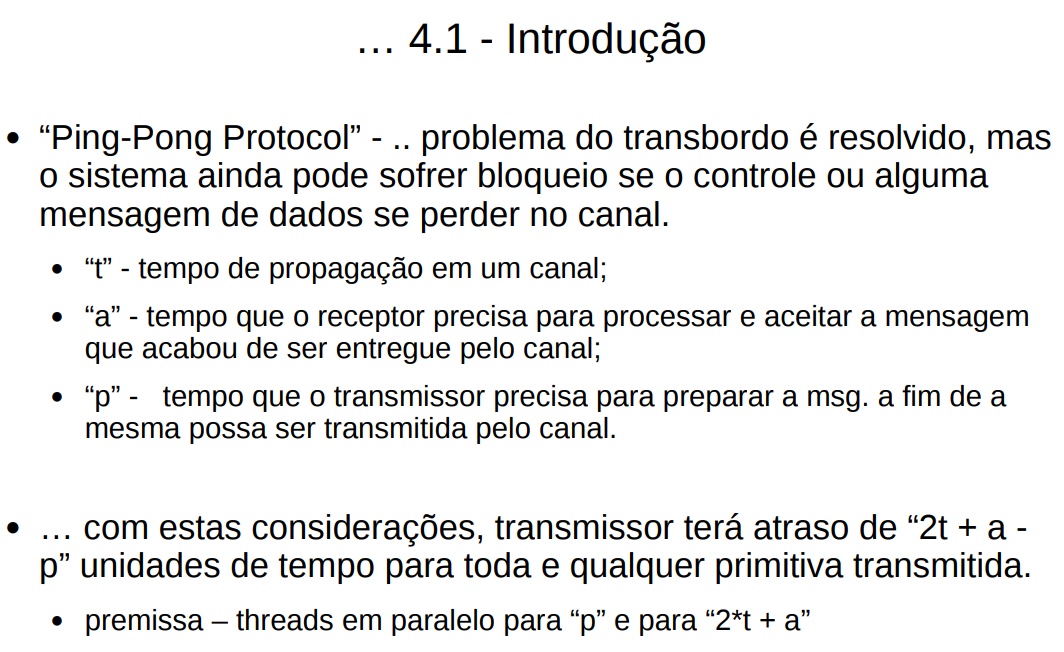 … 4.1 - Introdução
• “Ping-Pong Protocol” - .. problema do transbordo é resolvido, mas
o sistema ainda pode sofrer bloqueio se o controle ou alguma
mensagem de dados se perder no canal.
• “t” - tempo de propagação em um canal;
• “a” - tempo que o receptor precisa para processar e aceitar a mensagem
que acabou de ser entregue pelo canal;
• “p” - tempo que o transmissor precisa para preparar a msg. a fim de a
mesma possa ser transmitida pelo canal.
• … com estas considerações, transmissor terá atraso de “2t + a -
p” unidades de tempo para toda e qualquer primitiva transmitida.
• premissa – threads em paralelo para “p” e para “2*t + a”